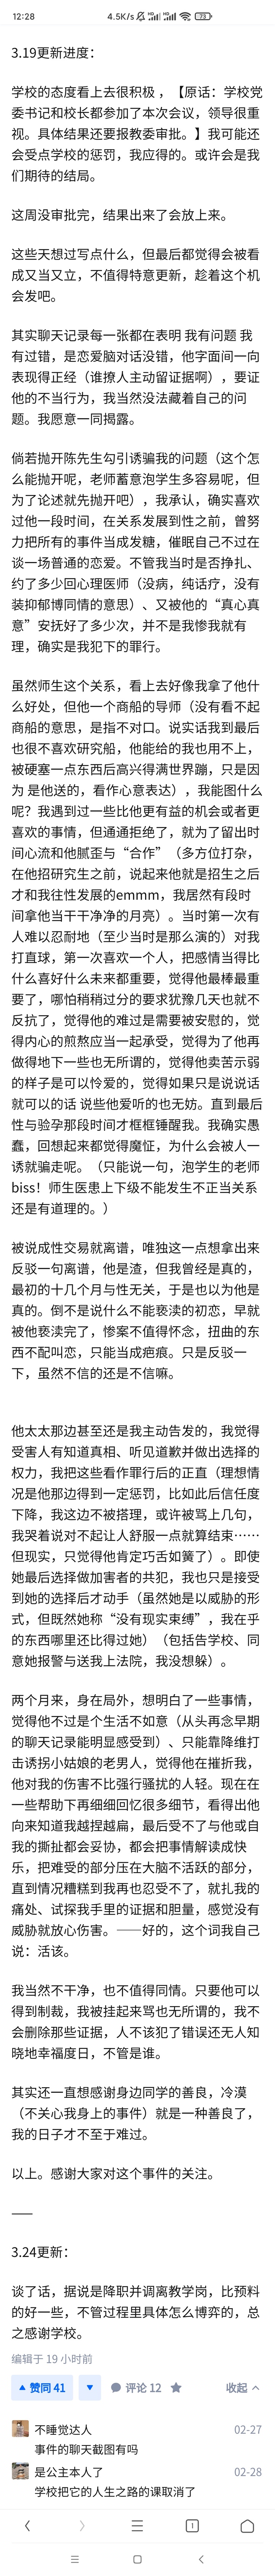 12:28
4.5K/s
73
3.19更新进度：
学校的态度看上去很积极 ，【原话：学校党
委书记和校长都参加了本次会议，领导很重
视。具体结果还要报教委审批。】我可能还
会受点学校的惩罚，我应得的。或许会是我
们期待的结局。
这周没审批完，结果出来了会放上来。
这些天想过写点什么，但最后都觉得会被看
成又当又立，不值得特意更新，趁着这个机
会发吧。
其实聊天记录每一张都在表明 我有问题 我
有过错，是恋爱脑对话没错，他字面间一向
表现得正经（谁撩人主动留证据啊），要证
他的不当行为，我当然没法藏着自己的问
题。我愿意一同揭露。
倘若抛开陈先生勾引诱骗我的问题（这个怎
么能抛开呢，老师蓄意泡学生多容易呢，但
为了论述就先抛开吧），我承认，确实喜欢
过他一段时间，在关系发展到性之前，曾努
力把所有的事件当成发糖，催眠自己不过在
谈一场普通的恋爱。不管我当时是否挣扎、
约了多少回心理医师（没病，纯话疗，没有
装抑郁博同情的意思）、又被他的“真心真
意”安抚好了多少次，并不是我惨我就有
理，确实是我犯下的罪行。
虽然师生这个关系，看上去好像我拿了他什
么好处，但他一个商船的导师（没有看不起
商船的意思，是指不对口。说实话我到最后
也很不喜欢研究船，他能给的我也用不上，
被硬塞一点东西后高兴得满世界蹦，只是因
为 是他送的，看作心意表达），我能图什么
呢？我遇到过一些比他更有益的机会或者更
喜欢的事情，但通通拒绝了，就为了留出时
间心流和他腻歪与“合作”（多方位打杂，
在他招研究生之前，说起来他就是招生之后
才和我往性发展的emmm，我居然有段时
间拿他当干干净净的月亮）。当时第一次有
人难以忍耐地（至少当时是那么演的）对我
打直球，第一次喜欢一个人，把感情当得比
什么喜好什么未来都重要，觉得他最棒最重
要了，哪怕稍稍过分的要求犹豫几天也就不
反抗了，觉得他的难过是需要被安慰的，觉
得内心的煎熬应当一起承受，觉得为了他再
做得地下一些也无所谓的，觉得他卖苦示弱
的样子是可以怜爱的，觉得如果只是说说话
就可以的话 说些他爱听的也无妨。直到最后
性与验孕那段时间才框框锤醒我。我确实愚
蠢，回想起来都觉得魔怔，为什么会被人一
诱就骗走呢。（只能说一句，泡学生的老师
biss！师生医患上下级不能发生不正当关系
还是有道理的。）
被说成性交易就离谱，唯独这一点想拿出来
反驳一句离谱，他是渣，但我曾经是真的，
最初的十几个月与性无关，于是也以为他是
真的。倒不是说什么不能亵渎的初恋，早就
被他亵渎完了，惨案不值得怀念，扭曲的东
西不配叫恋，只能当成疤痕。只是反驳一
下，虽然不信的还是不信嘛。
他太太那边甚至还是我主动告发的，我觉得
受害人有知道真相、听见道歉并做出选择的
权力，我把这些看作罪行后的正直（理想情
况是他那边得到一定惩罚，比如此后信任度
下降，我这边不被搭理，或许被骂上几句，
我哭着说对不起让人舒服一点就算结束……
但现实，只觉得他肯定巧舌如簧了）。即使
她最后选择做加害者的共犯，我也只是接受
到她的选择后才动手（虽然她是以威胁的形
式，但既然她称“没有现实束缚”，我在乎
的东西哪里还比得过她）（包括告学校、同
意她报警与送我上法院，我没想躲）。
两个月来，身在局外，想明白了一些事情，
觉得他不过是个生活不如意（从头再念早期
的聊天记录能明显感受到）、只能靠降维打
击诱拐小姑娘的老男人，觉得他在摧折我，
他对我的伤害不比强行骚扰的人轻。现在在
一些帮助下再细细回忆很多细节，看得出他
向来知道我越捏越扁，最后受不了与他或自
我的撕扯都会妥协，都会把事情解读成快
乐，把难受的部分压在大脑不活跃的部分，
直到情况糟糕到我再也忍受不了，就扎我的
痛处、试探我手里的证据和胆量，感觉没有
威胁就放心伤害。——好的，这个词我自己
说：活该。
我当然不干净，也不值得同情。只要他可以
得到制裁，我被挂起来骂也无所谓的，我不
会删除那些证据，人不该犯了错误还无人知
晓地幸福度日，不管是谁。
其实还一直想感谢身边同学的善良，冷漠
（不关心我身上的事件）就是一种善良了，
我的日子才不至于难过。
以上。感谢大家对这个事件的关注。
——
3.24更新：
谈了话，据说是降职并调离教学岗，比预料
的好一些，不管过程里具体怎么博弈的，总
之感谢学校。
编辑于 19 小时前
赞同 41
评论 12
收起
不睡觉达人
02-27
事件的聊天截图有吗
是公主本人了
02-28
学校把它的人生之路的课取消了
1